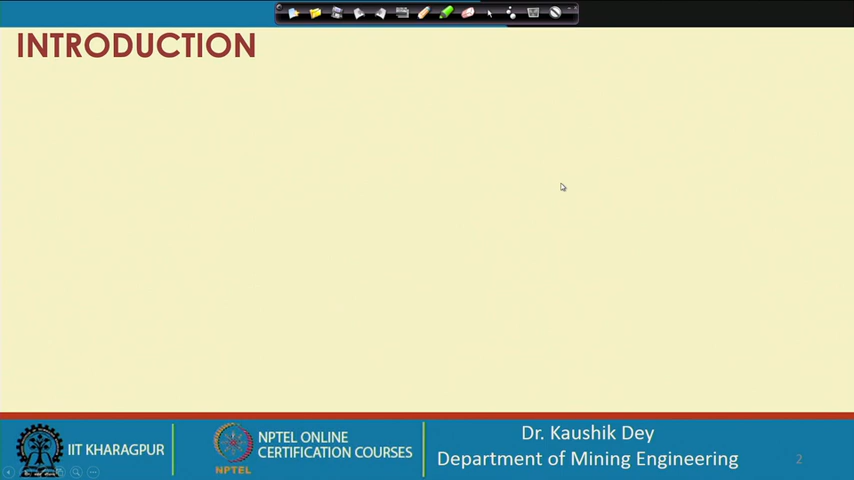 INTRODUCTION
IIT KHARAGPUR
NPTEL
NPTEL ONLINE
CERTIFICATION COURSES
Dr. Kaushik Dey
Department of Mining Engineering
2